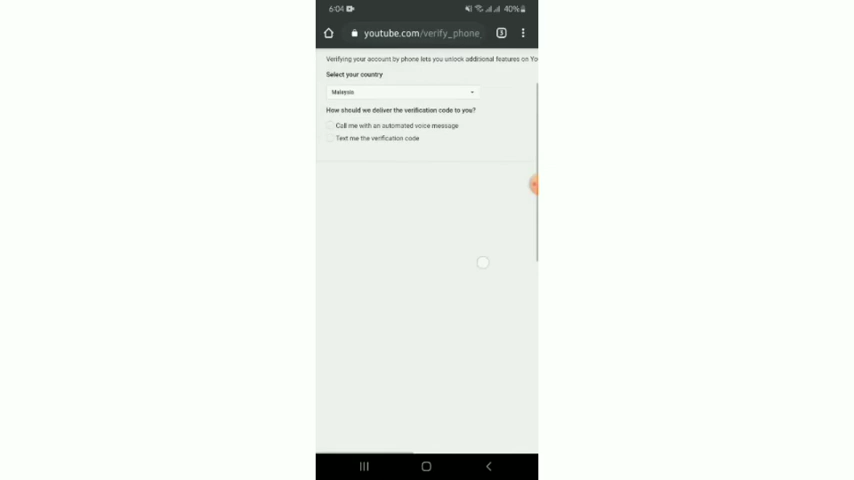 6:04
40%
youtube.com/verify_phone_
3
Verifying your account by phone lets you unlock additional features on Yo
Select your country
Malaysia
How should we deliver the verification code to you?
Call me with an automated voice message
Text me the verification code